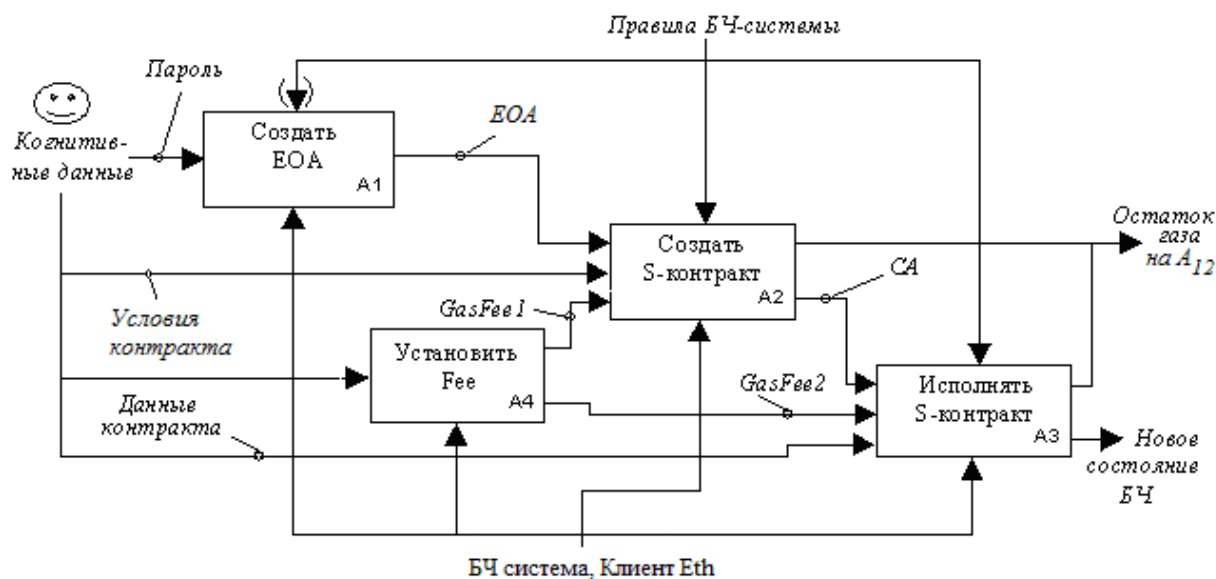 Правила БЧ-системы
Пароль
Когнитив-
ные данные
Создать
EOA
A1
EOA
Создать
S-контракт
A2
Остаток
газа
на A12
CA
Условия
контракта
GasFee1
Установить
Fee
A4
GasFee2
Исполнять
S-контракт
A3
Данные
контракта
Новое
состояние
БЧ
БЧ система, Клиент Eth